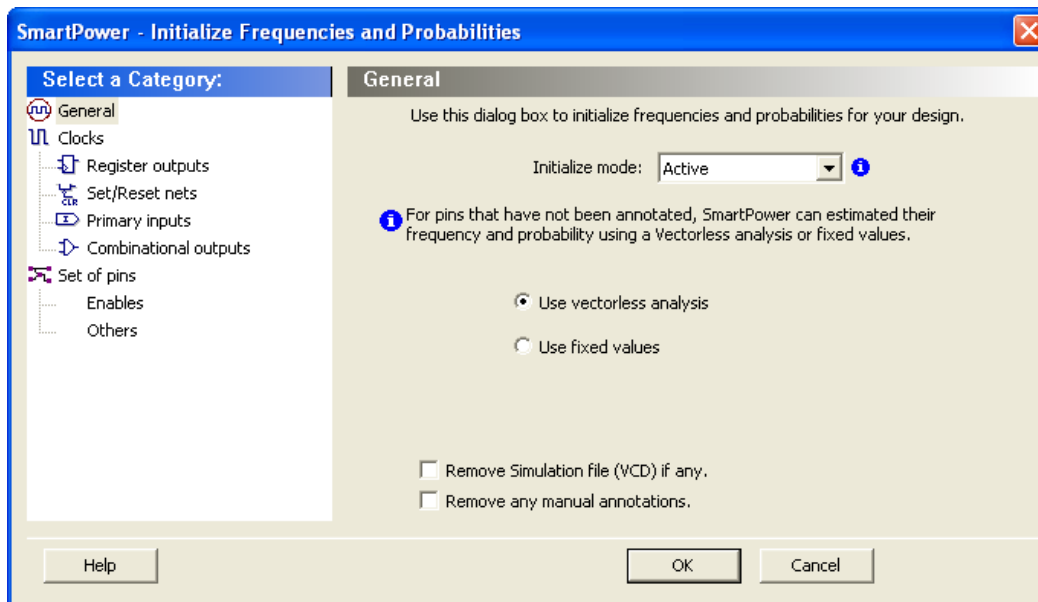 SmartPower - Initialize Frequencies and Probabilities
Select a Category:
General
Clocks
Register outputs
CLR
Set/Reset nets
Primary inputs
Combinational outputs
Set of pins
Enables
Others
General
Use this dialog box to initialize frequencies and probabilities for your design.
Initialize mode: Active
For pins that have not been annotated, SmartPower can estimated their
frequency and probability using a Vectorless analysis or fixed values.
Use vectorless analysis
Use fixed values
Remove Simulation file (VCD) if any.
Remove any manual annotations.
Help
OK
Cancel